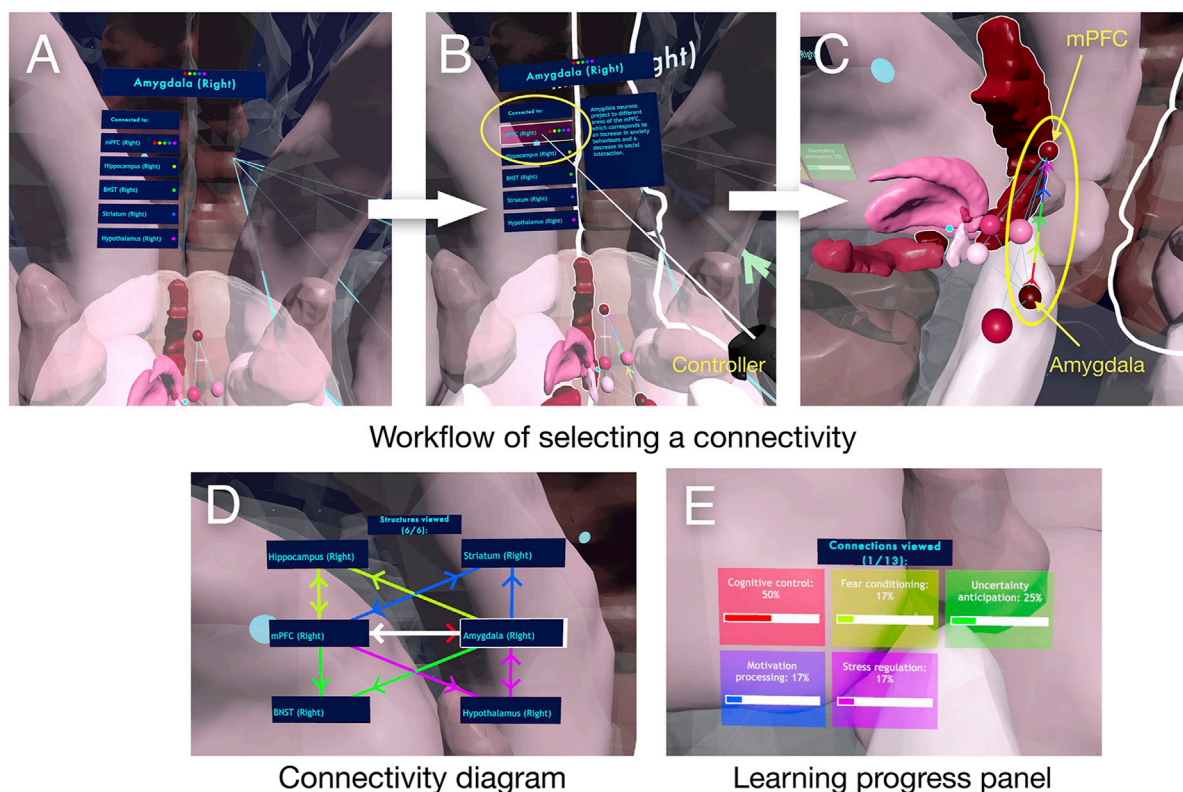 A
Amygdala (Right)
Connected to:
mPFC (Right)
Hippocampus (Right)
BNST (Right)
Striatum (Right)
Hypothalamus (Right)
B
Right)
Amygdala (Right)
Connected to:
mPFC (Right)
Hippocampus (Right)
BNST (Right)
Striatum (Right)
Hypothalamus (Right)
Amygdala neurons
project to different
areas of the mPFC,
which corresponds to
an increase in anxiety
behaviours and a
decrease in social
interaction.
Controller
C
Uncertainty
anticipation: 25%
mPFC
Amygdala
Workflow of selecting a connectivity
D
Structures viewed
(6/6):
Hippocampus (Right)
Striatum (Right)
mPFC (Right)
Amygdala (Right)
BNST (Right)
Hypothalamus (Right)
Connectivity diagram
E
Connections viewed
(1/13):
Cognitive control:
50%
Fear conditioning:
17%
Uncertainty
anticipation: 25%
Motivation
processing: 17%
Stress regulation:
17%
Learning progress panel